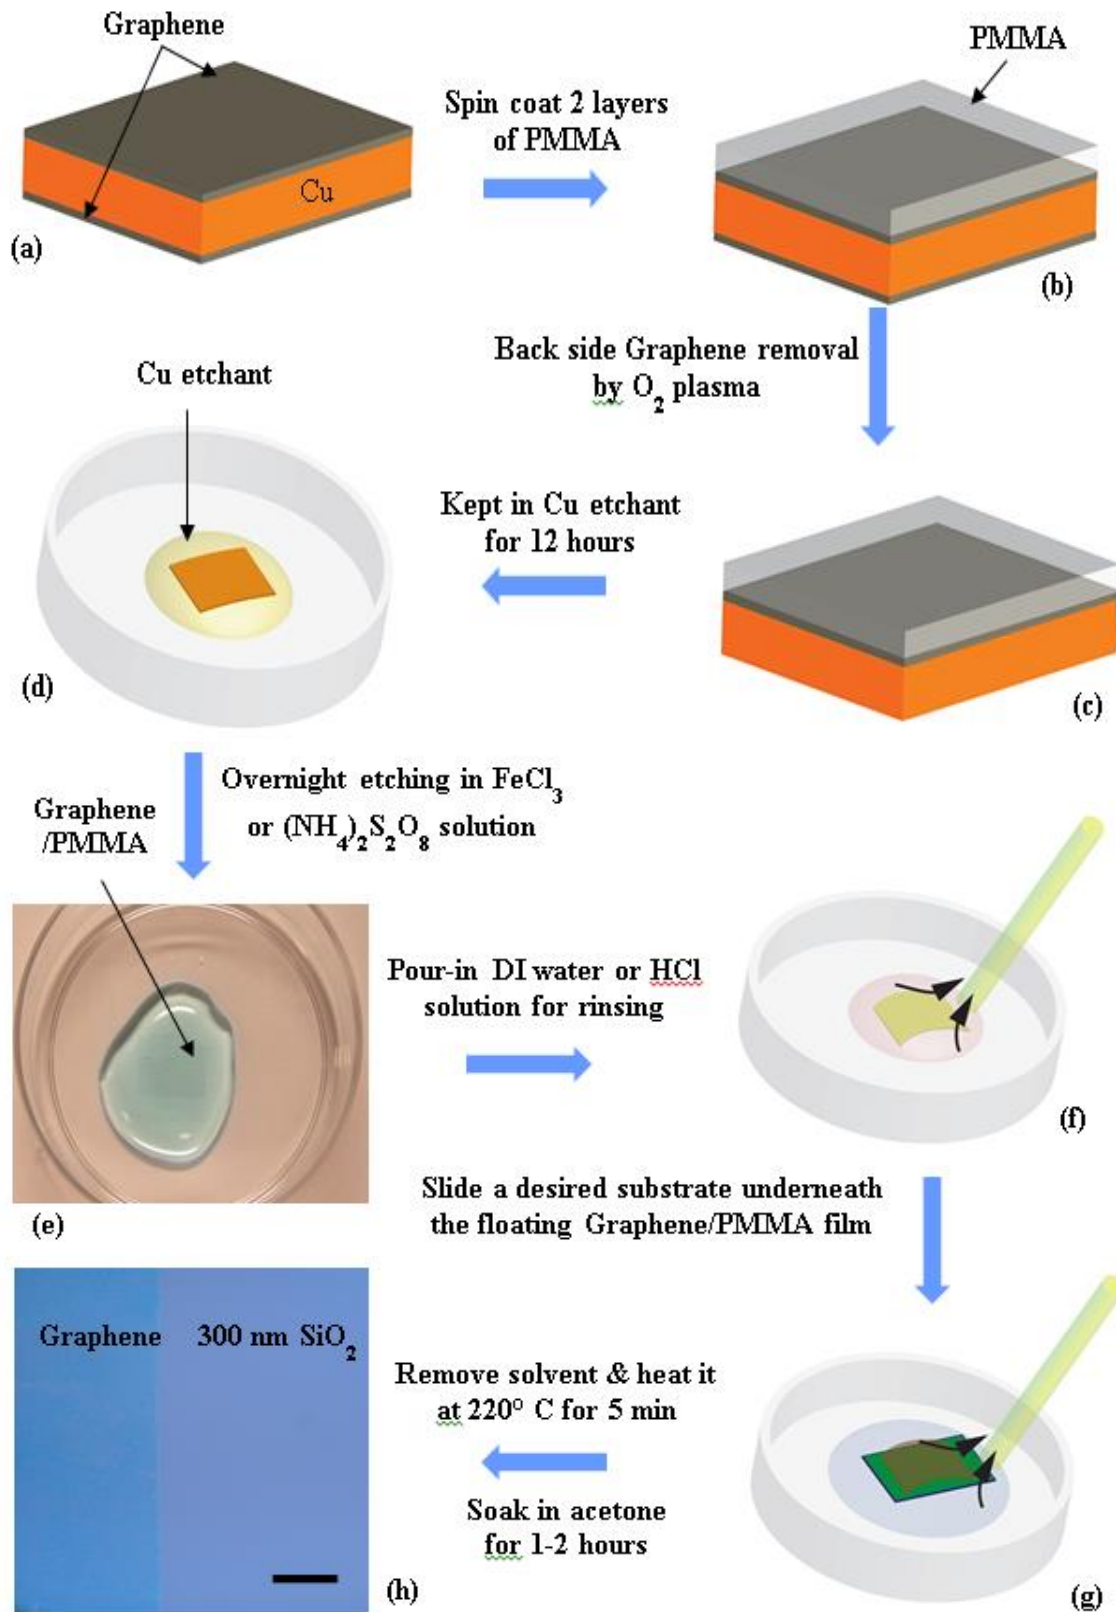 Graphene
Cu
(a)
Spin coat 2 layers
of PMMA
PMMA
(b)
Back side Graphene removal
by O₂ plasma
(c)
Kept in Cu etchant
for 12 hours
Cu etchant
(d)
Overnight etching in FeCl₃
or (NH₄)₂S₂O₈ solution
Graphene
/PMMA
(e)
Pour-in DI water or HCl
solution for rinsing
(f)
Slide a desired substrate underneath
the floating Graphene/PMMA film
(g)
Remove solvent & heat it
at 220° C for 5 min
Soak in acetone
for 1-2 hours
Graphene 300 nm SiO₂
(h)